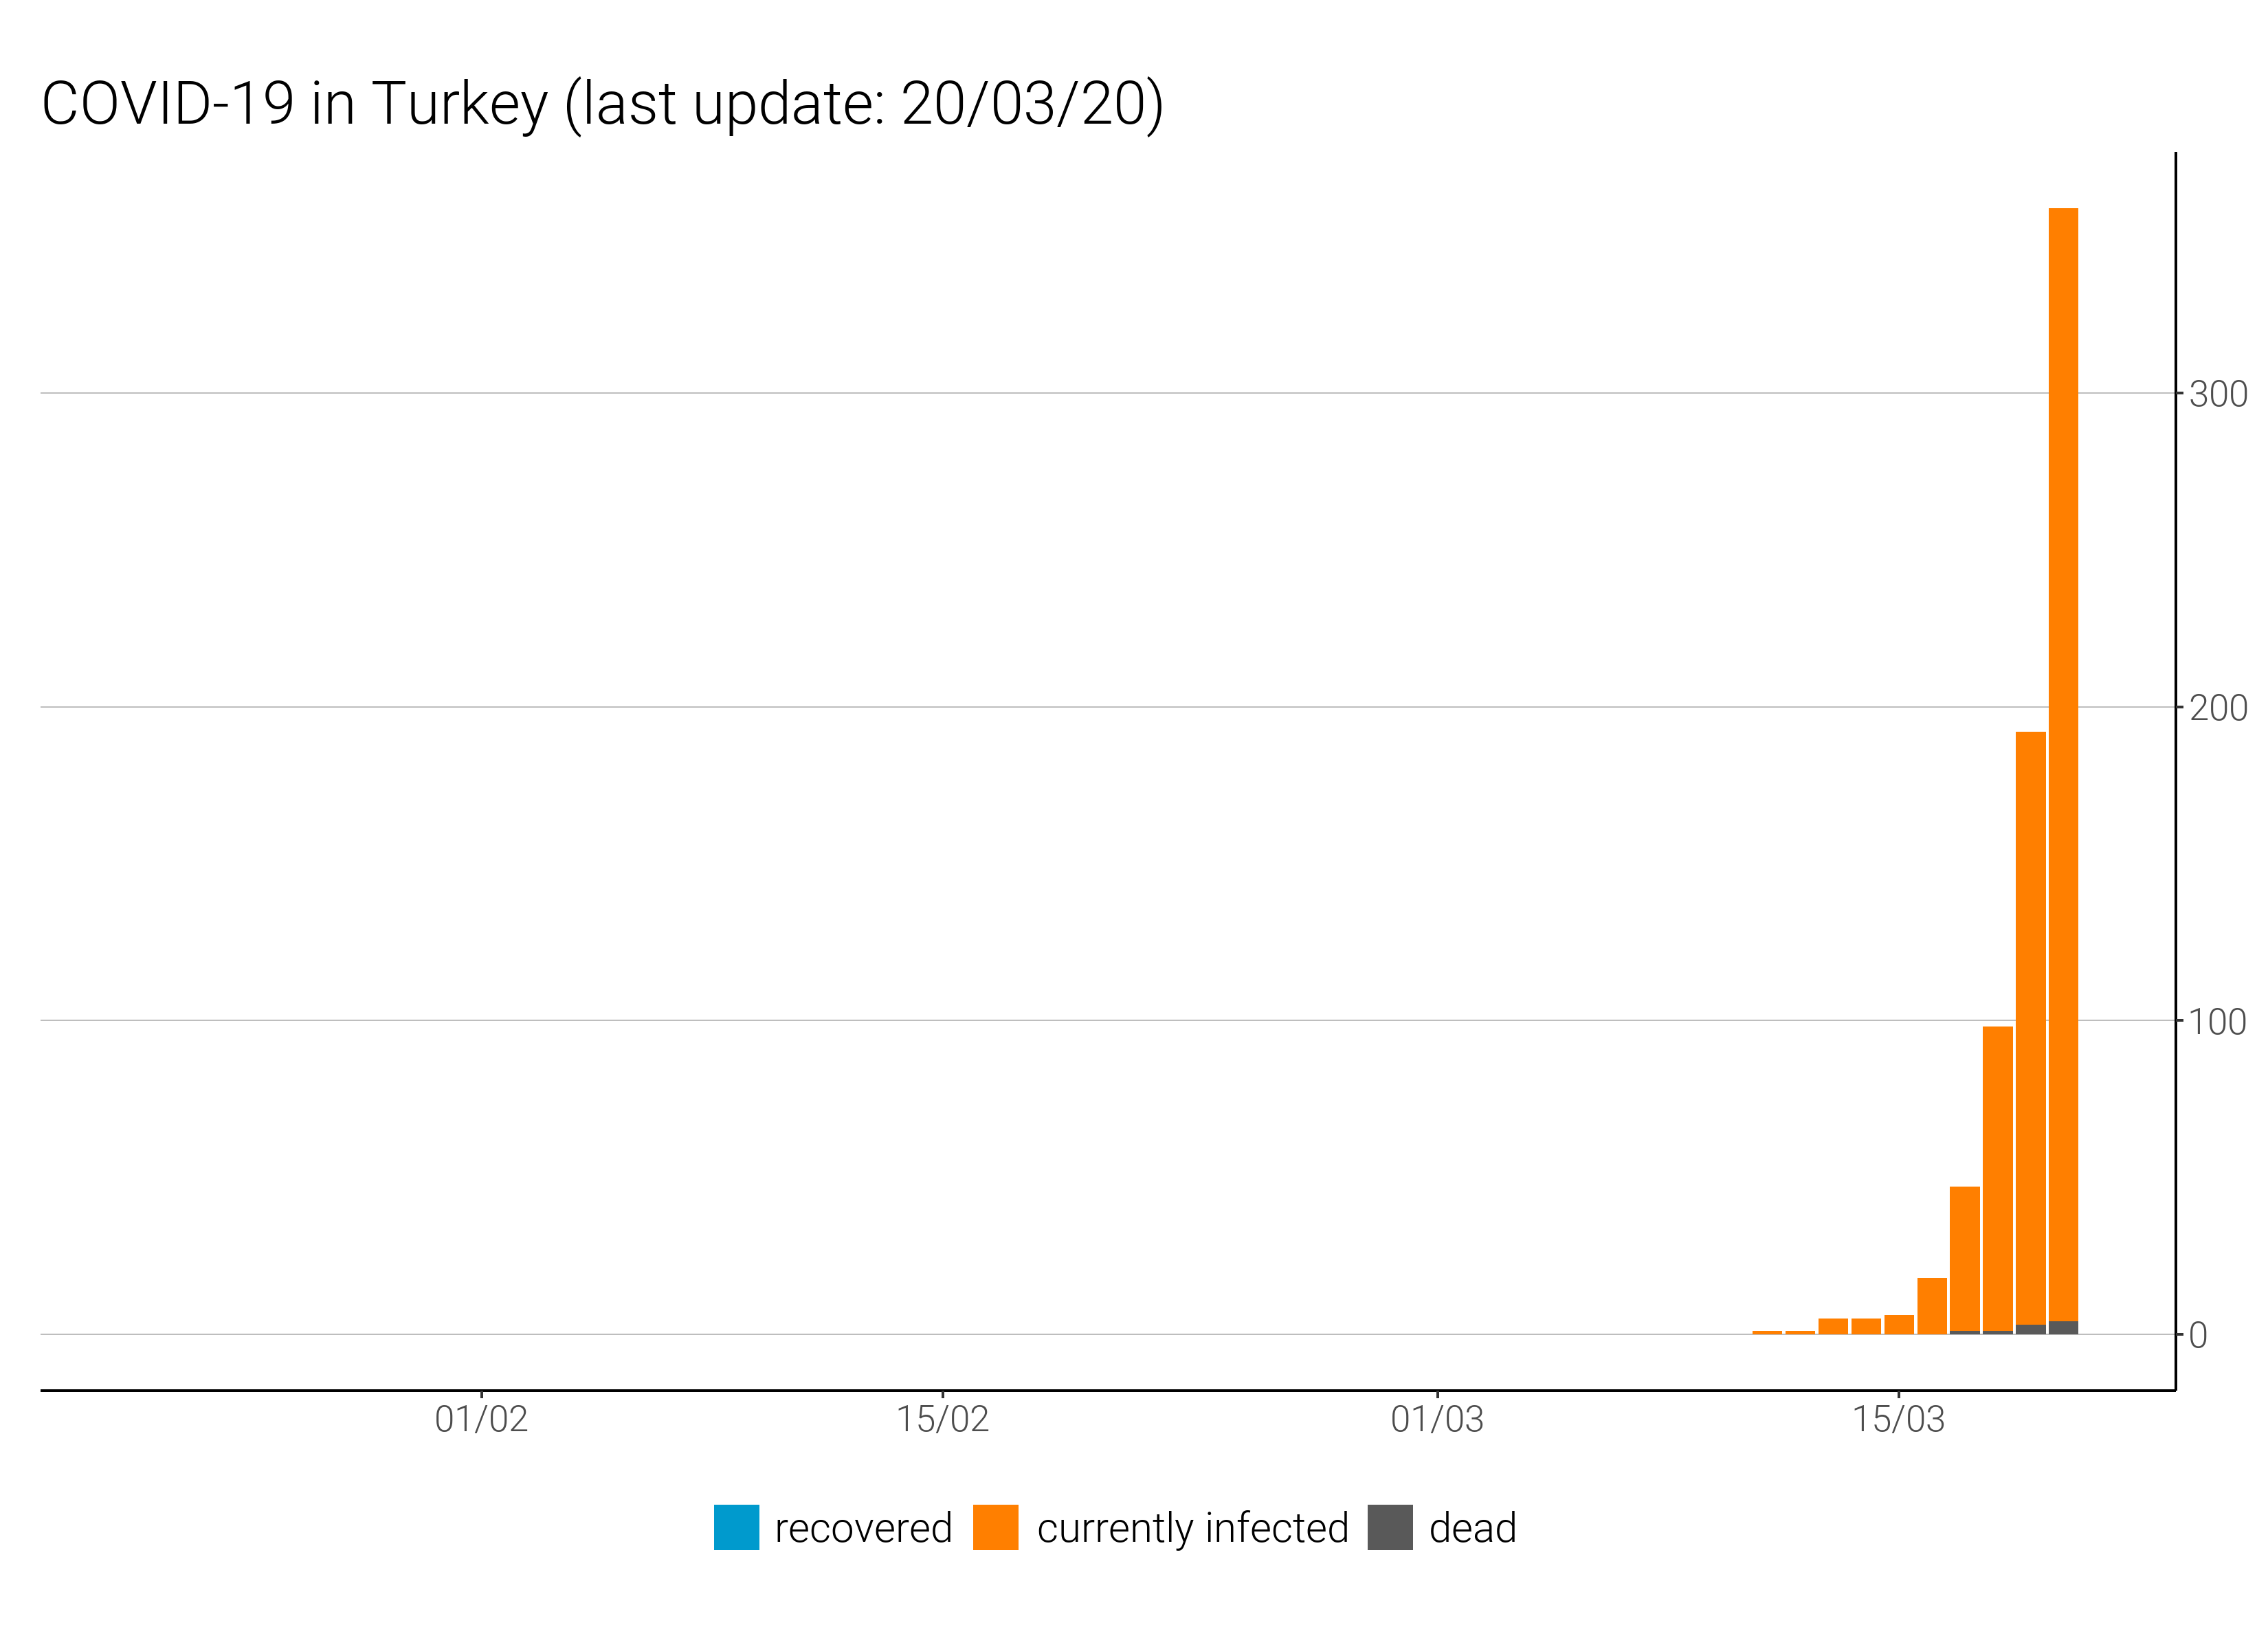 COVID-19 in Turkey (last update: 20/03/20)
300
200
100
0
01/02 15/02 01/03 15/03
recovered currently infected dead